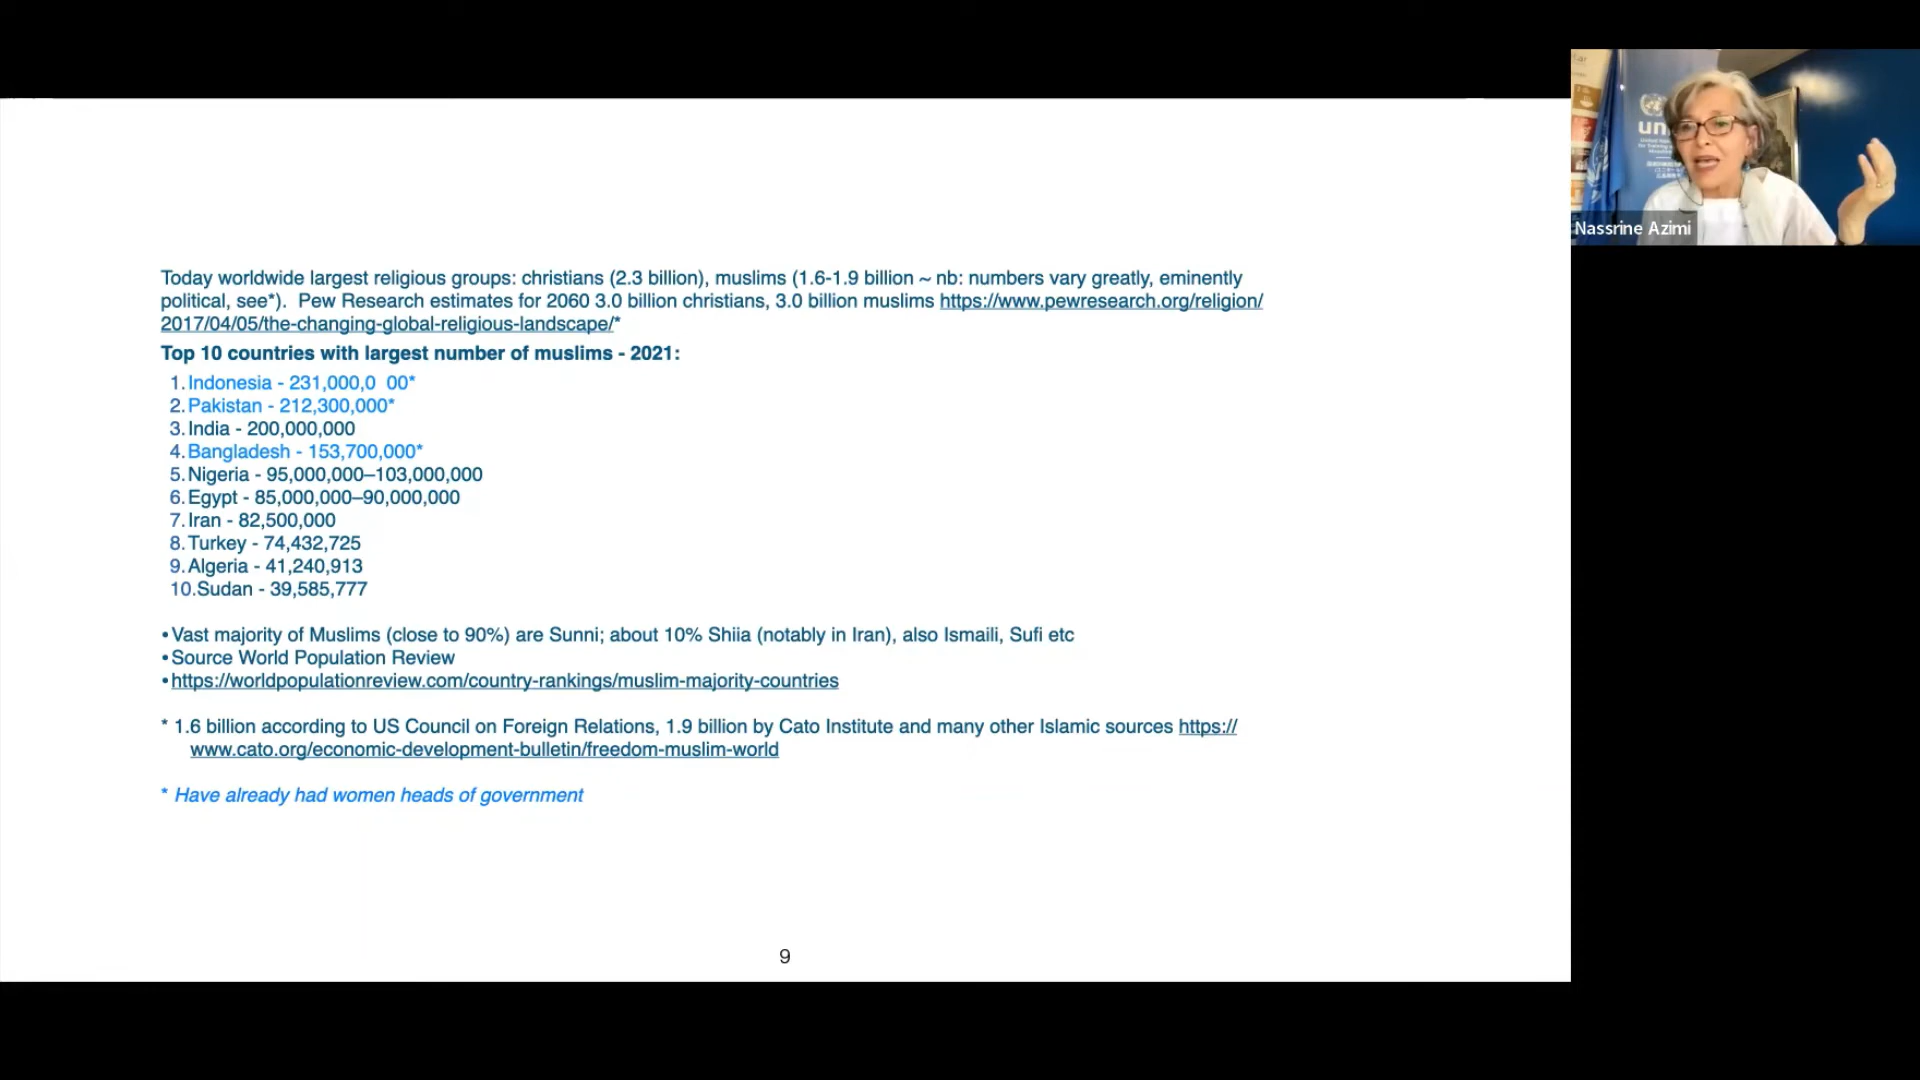 Today worldwide largest religious groups: christians (2.3 billion), muslims (1.6-1.9 billion ~ nb: numbers vary greatly, eminently
political, see*). Pew Research estimates for 2060 3.0 billion christians, 3.0 billion muslims https://www.pewresearch.org/religion/
2017/04/05/the-changing-global-religious-landscape/*
Top 10 countries with largest number of muslims - 2021:
1. Indonesia - 231,000,0 00*
2. Pakistan - 212,300,000*
3. India - 200,000,000
4. Bangladesh - 153,700,000*
5. Nigeria - 95,000,000–103,000,000
6. Egypt - 85,000,000–90,000,000
7. Iran - 82,500,000
8. Turkey - 74,432,725
9. Algeria - 41,240,913
10. Sudan - 39,585,777
• Vast majority of Muslims (close to 90%) are Sunni; about 10% Shiia (notably in Iran), also Ismaili, Sufi etc
• Source World Population Review
• https://worldpopulationreview.com/country-rankings/muslim-majority-countries
* 1.6 billion according to US Council on Foreign Relations, 1.9 billion by Cato Institute and many other Islamic sources https://
www.cato.org/economic-development-bulletin/freedom-muslim-world
* Have already had women heads of government
9
un
Nassrine Azimi